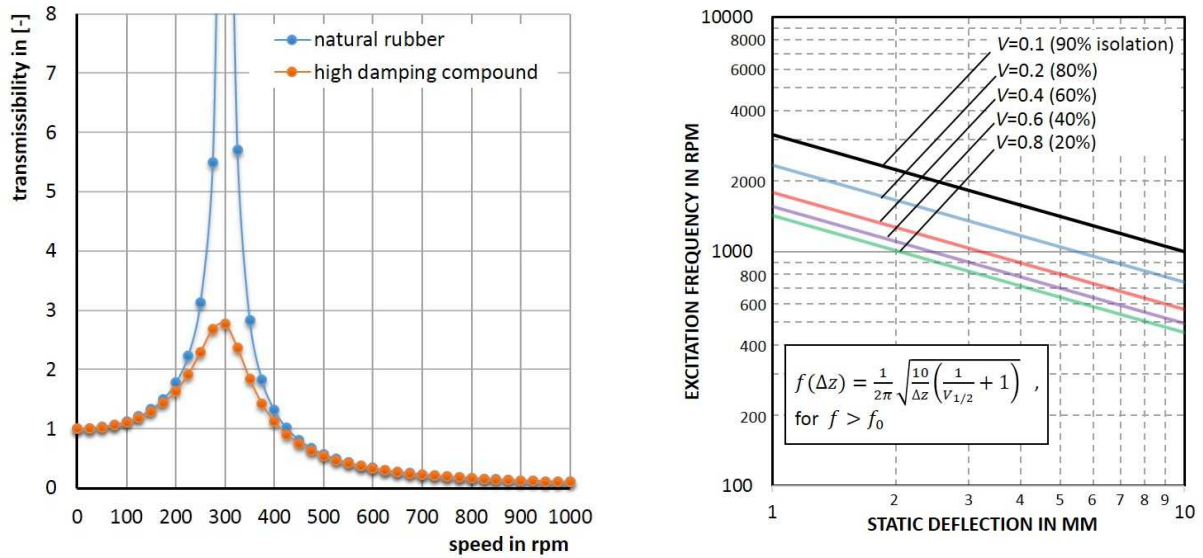 transmissibility in [-]
8
7
6
5
4
3
2
1
0
natural rubber
high damping compound
0 100 200 300 400 500 600 700 800 900 1000
speed in rpm
EXCITATION FREQUENCY IN RPM
10000
8000
6000
4000
2000
1000
800
600
400
200
100
V=0.1 (90% isolation)
V=0.2 (80%)
V=0.4 (60%)
V=0.6 (40%)
V=0.8 (20%)
f(Δz) = 1/2π √(10/Δz (1/V₁/₂ + 1)) ,
for f > f₀
1 2 3 4 5 6 7 8 9 10
STATIC DEFLECTION IN MM